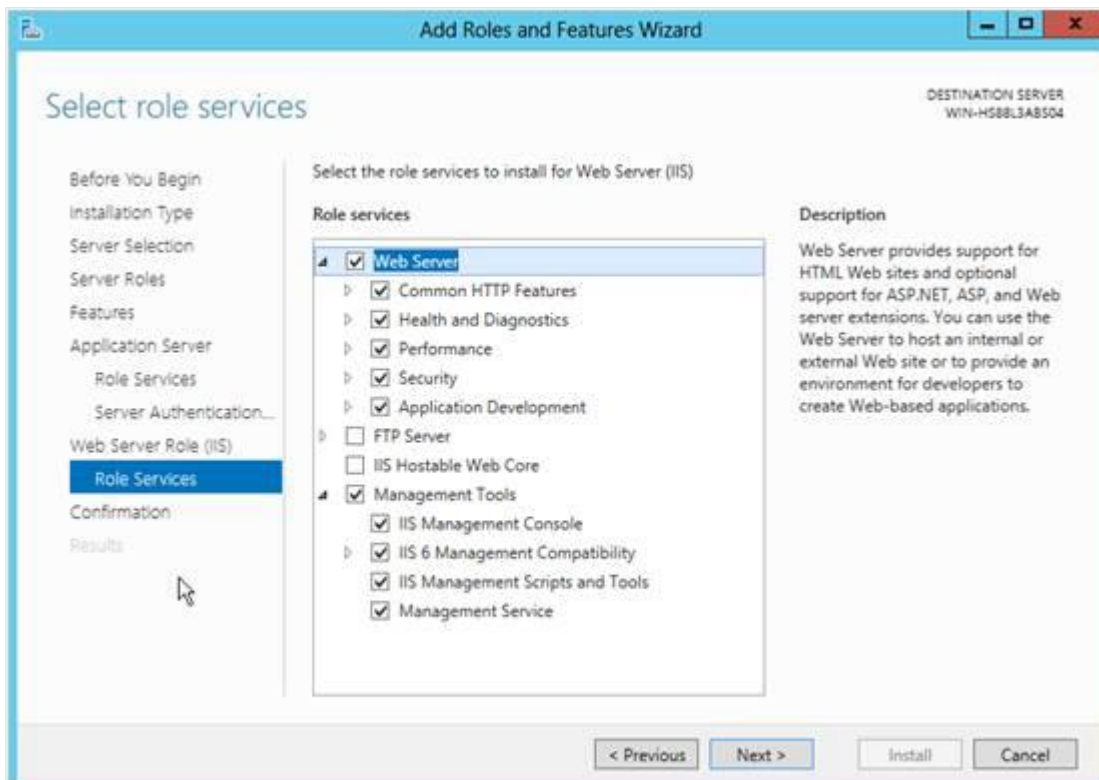 Add Roles and Features Wizard
Select role services
DESTINATION SERVER
WIN-HS88L3ABS04
Before You Begin
Installation Type
Server Selection
Server Roles
Features
Application Server
Role Services
Server Authentication...
Web Server Role (IIS)
Role Services
Confirmation
Results
Select the role services to install for Web Server (IIS)
Role services
Web Server
Common HTTP Features
Health and Diagnostics
Performance
Security
Application Development
FTP Server
IIS Hostable Web Core
Management Tools
IIS Management Console
IIS 6 Management Compatibility
IIS Management Scripts and Tools
Management Service
Description
Web Server provides support for
HTML Web sites and optional
support for ASP.NET, ASP, and Web
server extensions. You can use the
Web Server to host an internal or
external Web site or to provide an
environment for developers to
create Web-based applications.
< Previous
Next >
Install
Cancel